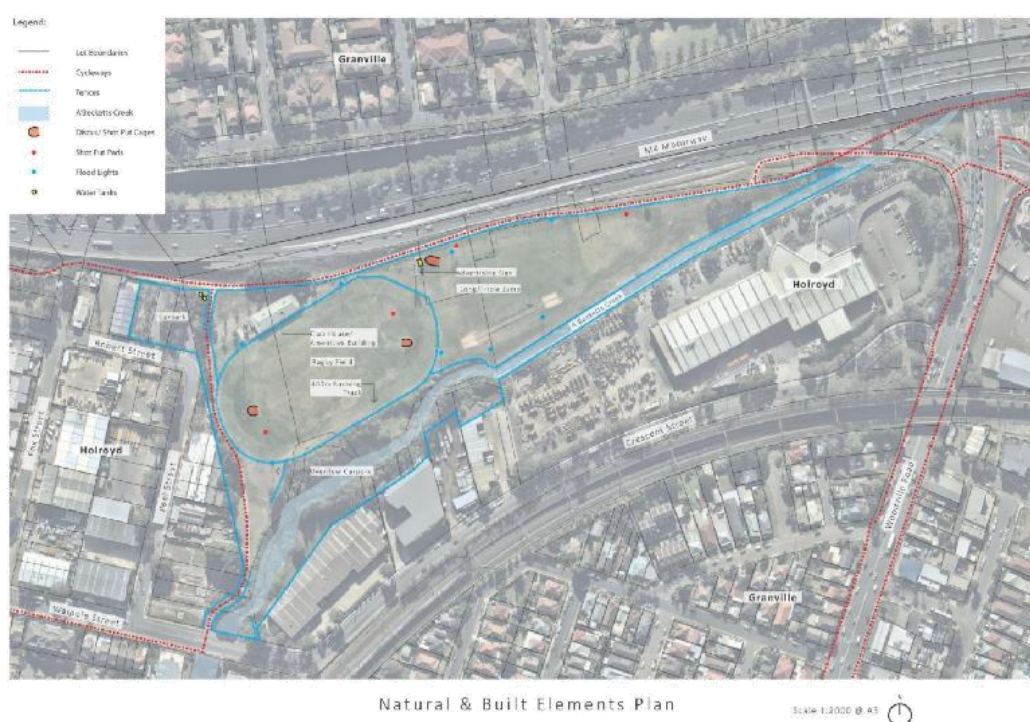 Legend:
Lot Boundaries
Cycleways
Fences
A'Becketts Creek
Discus/ Shot Put Cages
Shot Put Pads
Flood Lights
Water Tanks
Granville
M4 Motorway
Advertising Sign
Long/Triple Jump
Holroyd
A'Becketts Creek
Carpark
Club House/
Amenities Building
Robert Street
Rugby Field
400m Running
Track
Crescent Street
Fox Street
Holroyd
Peel Street
Overflow Carpark
Woodville Road
Granville
Walpole Street
Natural & Built Elements Plan
Scale 1:2000 @ A3